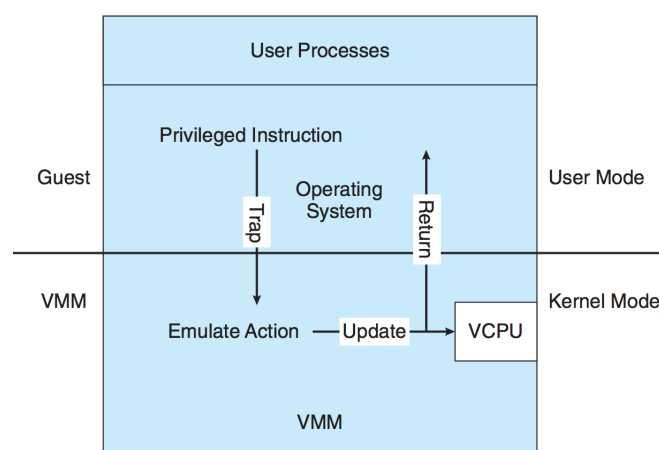 User Processes
Privileged Instruction
Guest
Operating
System
User Mode
Trap
Return
VMM
Kernel Mode
Emulate Action
Update
VCPU
VMM